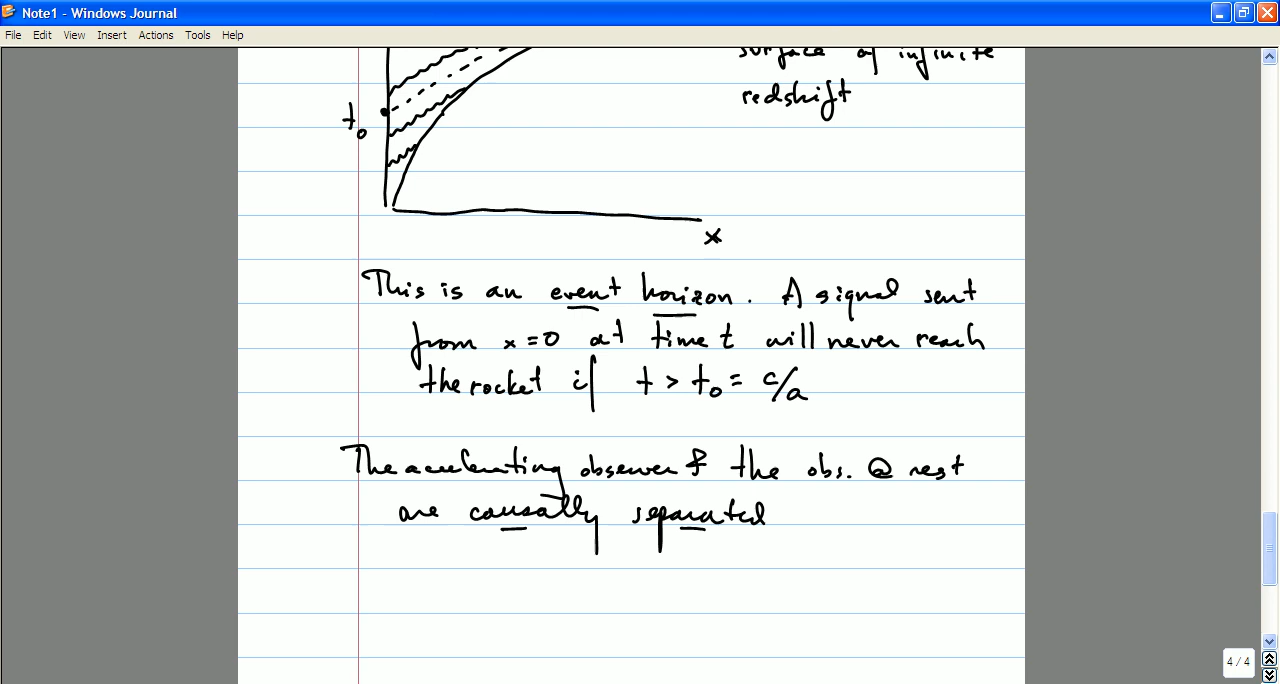 Note1 - Windows Journal
File Edit View Insert Actions Tools Help
surface of infinite
redshift
t₀
x
This is an event horizon. A signal sent
from x = 0 at time t will never reach
the rocket if t > t₀ = c/a
The accelerating observer & the obs. @ rest
are causally separated
4 / 4